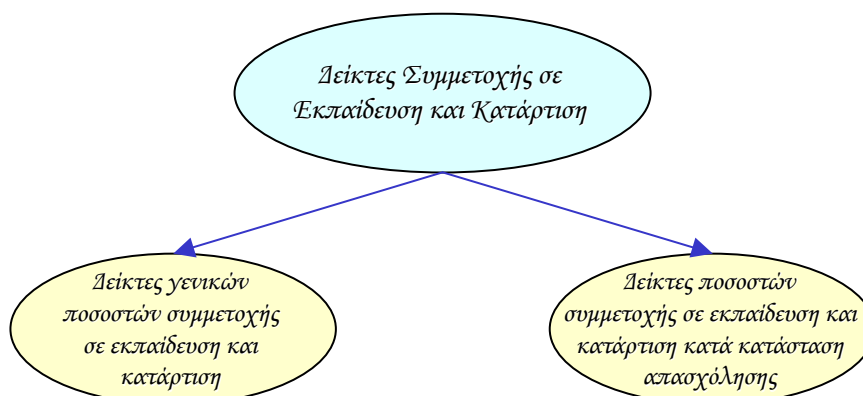 Δείκτες Συμμετοχής σε
Εκπαίδευση και Κατάρτιση
Δείκτες γενικών
ποσοστών συμμετοχής
σε εκπαίδευση και
κατάρτιση
Δείκτες ποσοστών
συμμετοχής σε εκπαίδευση και
κατάρτιση κατά κατάσταση
απασχόλησης